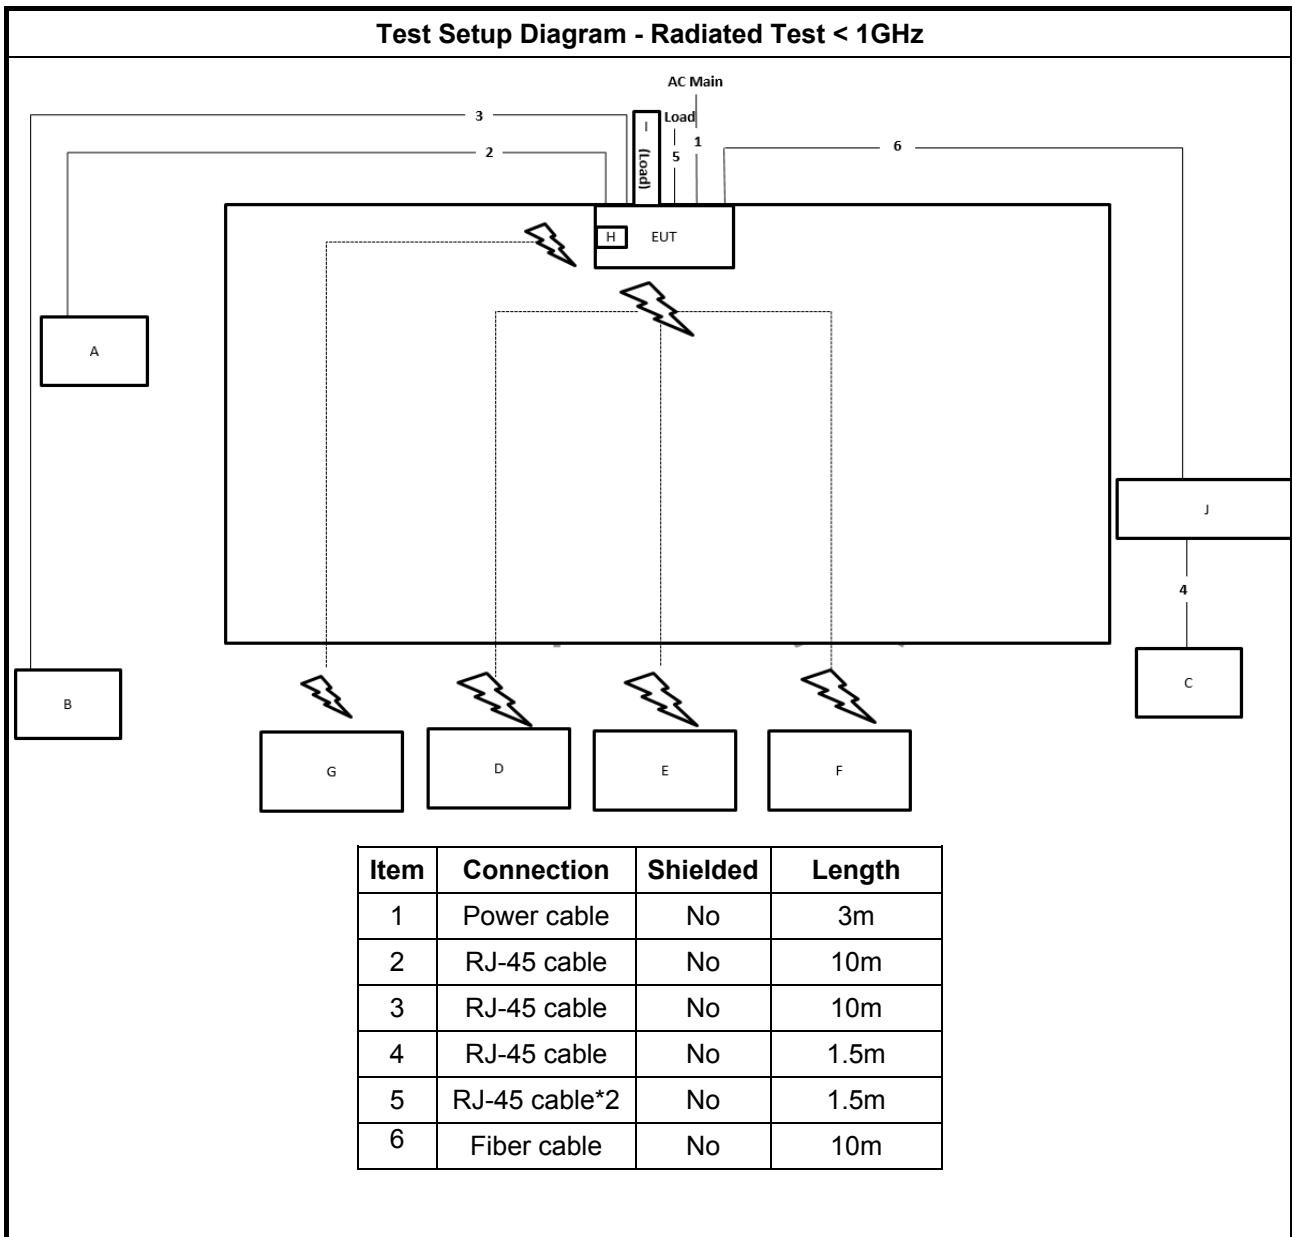 Test Setup Diagram - Radiated Test < 1GHz
AC Main
3
I
(Load)
Load
5
1
2
6
H
EUT
A
J
4
B
C
G
D
E
F
Item Connection Shielded Length
1 Power cable No 3m
2 RJ-45 cable No 10m
3 RJ-45 cable No 10m
4 RJ-45 cable No 1.5m
5 RJ-45 cable*2 No 1.5m
6 Fiber cable No 10m